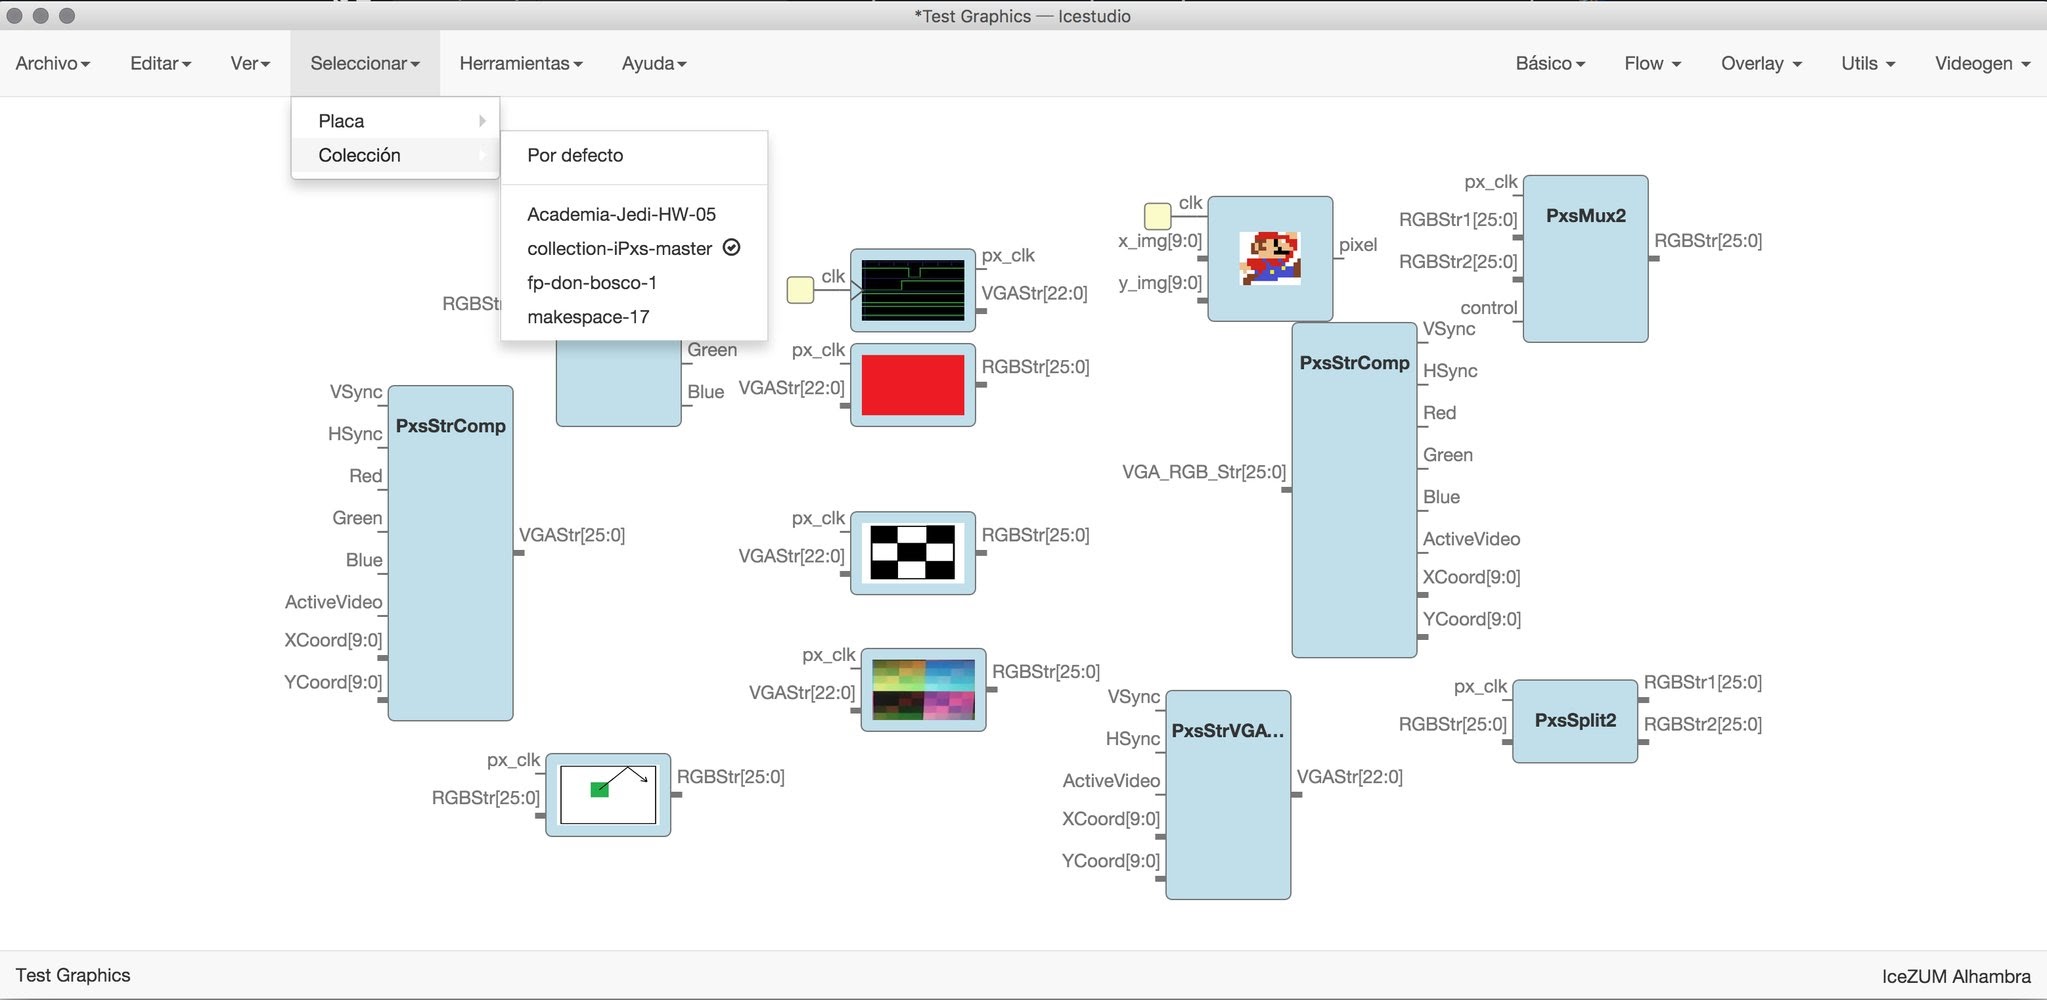 *Test Graphics — Icestudio
Archivo Editar Ver Seleccionar Herramientas Ayuda Básico Flow Overlay Utils Videogen
Placa
Colección
Por defecto
Academia-Jedi-HW-05
collection-iPxs-master
fp-don-bosco-1
makespace-17
Green
Blue
clk
px_clk
VGAStr[22:0]
px_clk
VGAStr[22:0]
RGBStr[25:0]
clk
x_img[9:0]
y_img[9:0]
pixel
px_clk
RGBStr1[25:0]
RGBStr2[25:0]
control
PxsMux2
RGBStr[25:0]
VSync
HSync
Red
Green
Blue
ActiveVideo
XCoord[9:0]
YCoord[9:0]
PxsStrComp
VGAStr[25:0]
px_clk
VGAStr[22:0]
RGBStr[25:0]
VGA_RGB_Str[25:0]
PxsStrComp
VSync
HSync
Red
Green
Blue
ActiveVideo
XCoord[9:0]
YCoord[9:0]
px_clk
VGAStr[22:0]
RGBStr[25:0]
px_clk
RGBStr[25:0]
RGBStr[25:0]
VSync
HSync
ActiveVideo
XCoord[9:0]
YCoord[9:0]
PxsStrVGA...
VGAStr[22:0]
px_clk
RGBStr[25:0]
PxsSplit2
RGBStr1[25:0]
RGBStr2[25:0]
Test Graphics
IceZUM Alhambra